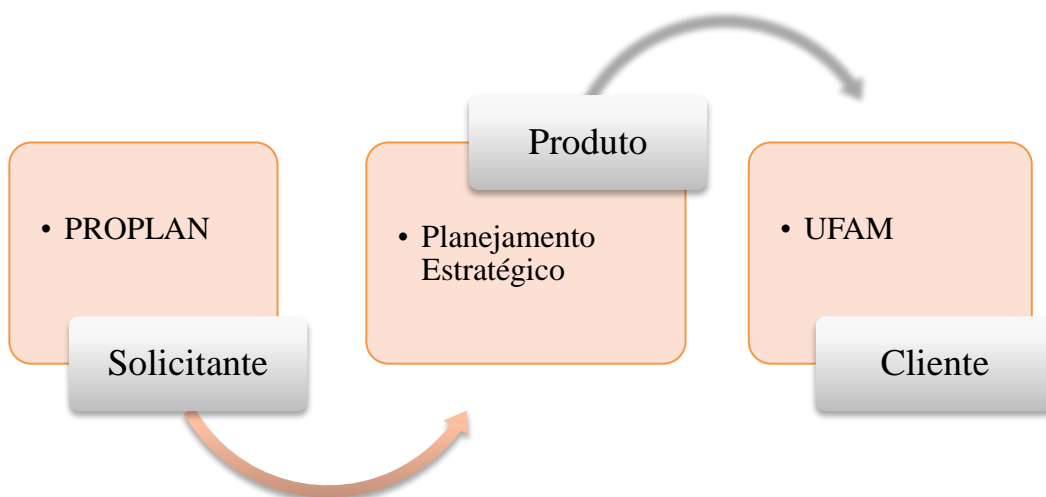 • PROPLAN
Solicitante
Produto
• Planejamento
Estratégico
• UFAM
Cliente